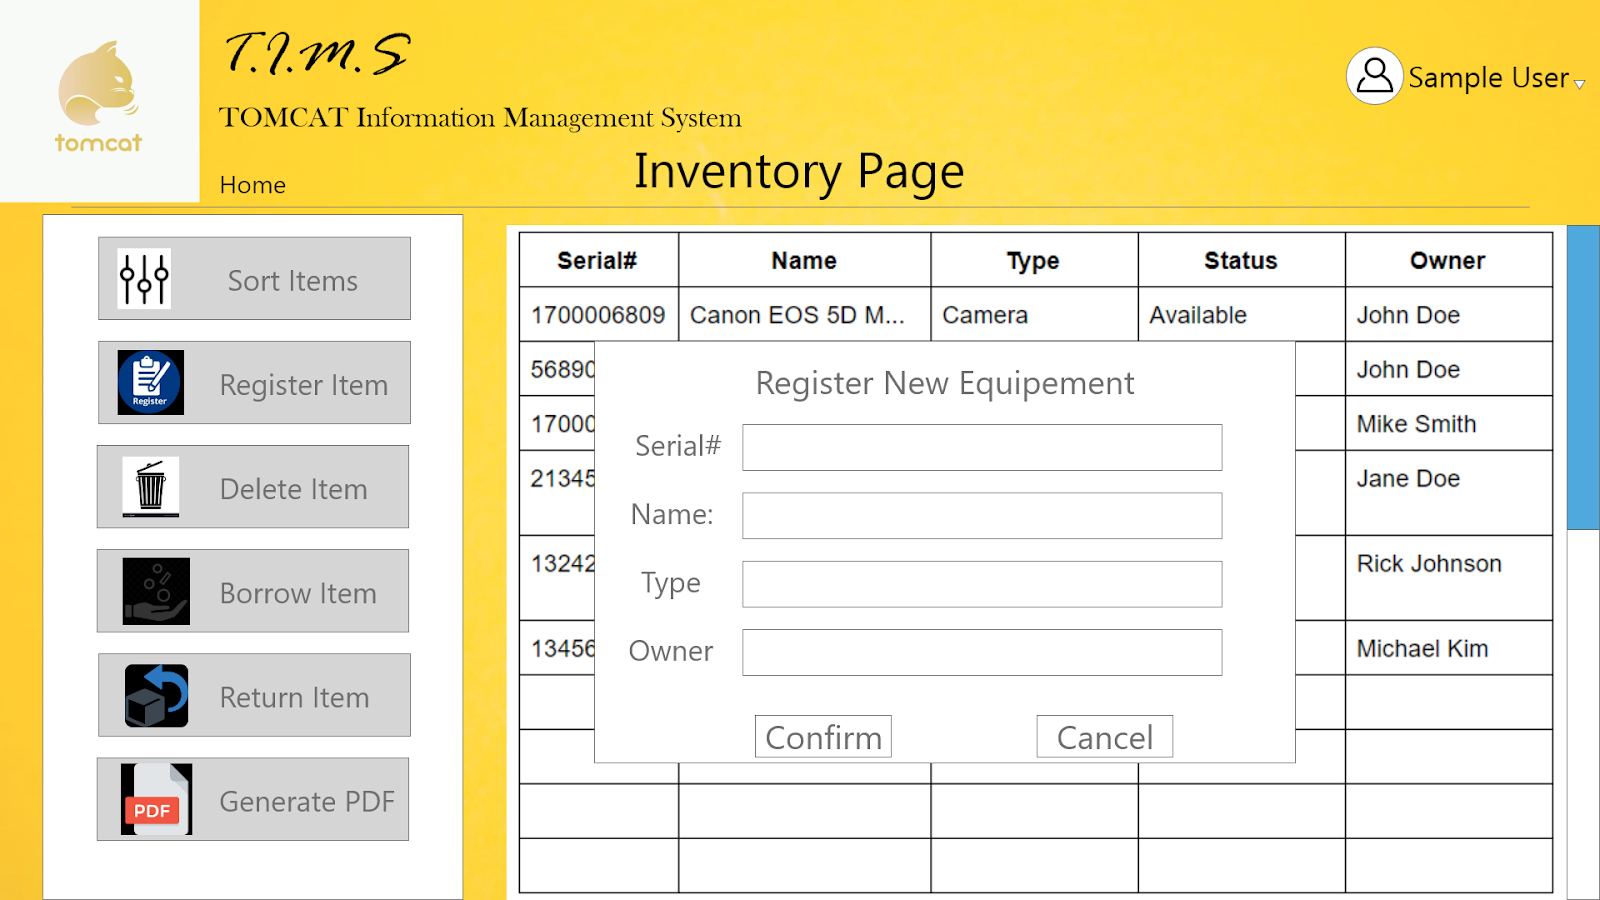 tomcat
T.I.M.S
TOMCAT Information Management System
Home
Inventory Page
Sample User
Sort Items
Register
Register Item
Delete Item
Borrow Item
Return Item
PDF
Generate PDF
Serial# Name Type Status Owner
1700006809 Canon EOS 5D M... Camera Available John Doe
56890 John Doe
1700 Mike Smith
21345 Jane Doe
13242 Rick Johnson
13456 Michael Kim
Register New Equipement
Serial#
Name:
Type
Owner
Confirm Cancel